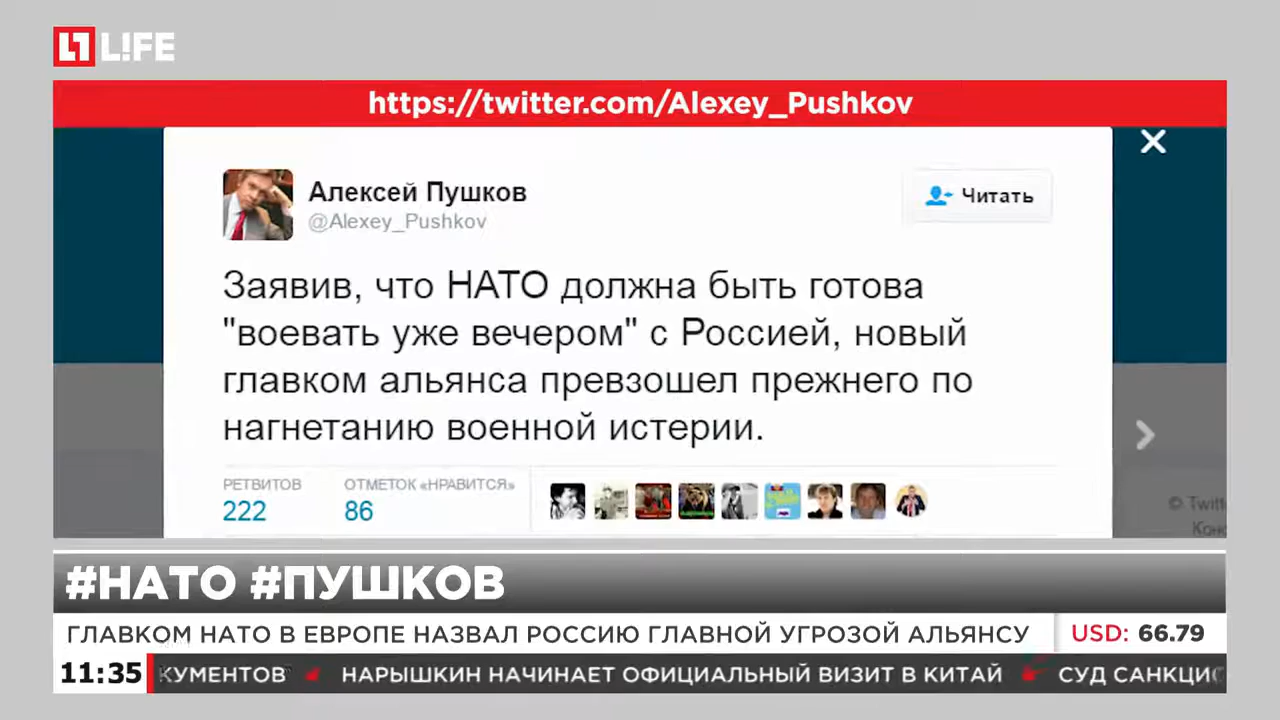 L!FE
https://twitter.com/Alexey_Pushkov
Алексей Пушков
@Alexey_Pushkov
Читать
Заявив, что НАТО должна быть готова
"воевать уже вечером" с Россией, новый
главком альянса превзошел прежнего по
нагнетанию военной истерии.
РЕТВИТОВ ОТМЕТОК «НРАВИТСЯ»
222 86
#НАТО #ПУШКОВ
ГЛАВКОМ НАТО В ЕВРОПЕ НАЗВАЛ РОССИЮ ГЛАВНОЙ УГРОЗОЙ АЛЬЯНСУ USD: 66.79
11:35 КУМЕНТОВ НАРЫШКИН НАЧИНАЕТ ОФИЦИАЛЬНЫЙ ВИЗИТ В КИТАЙ СУД САНКЦИ